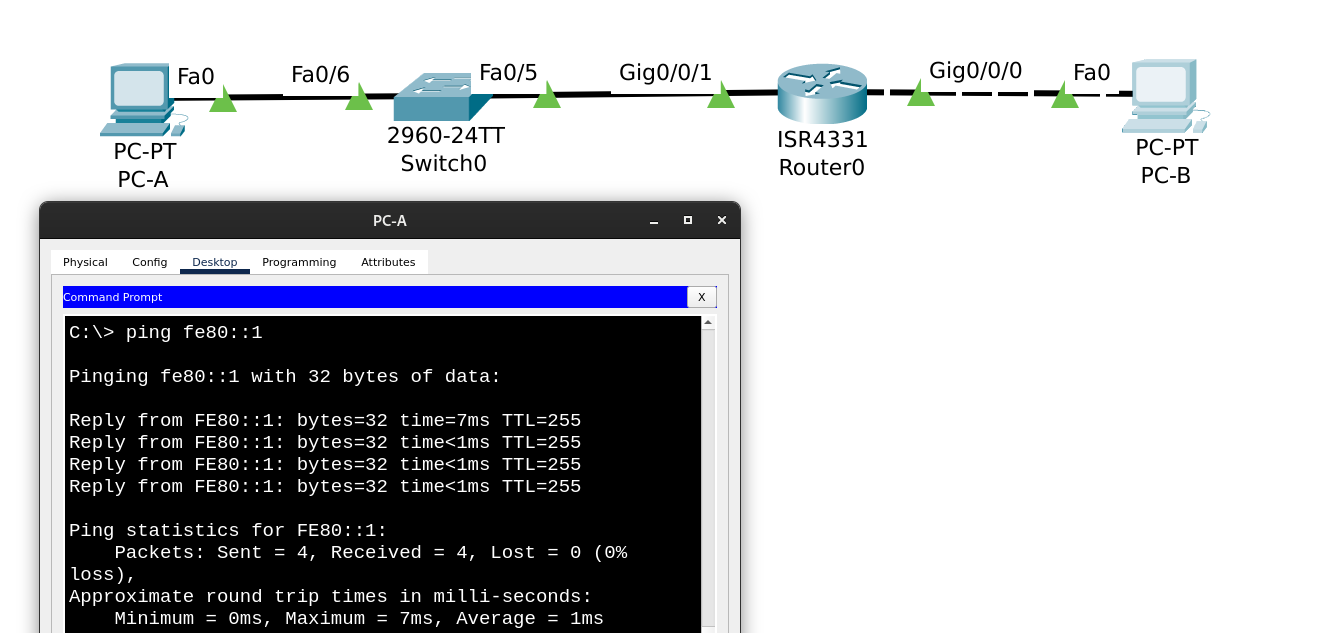 Fa0
Fa0/6
Fa0/5
Gig0/0/1
Gig0/0/0
Fa0
PC-PT
PC-A
2960-24TT
Switch0
ISR4331
Router0
PC-PT
PC-B
PC-A
Physical Config Desktop Programming Attributes
Command Prompt X
C:\> ping fe80::1
Pinging fe80::1 with 32 bytes of data:
Reply from FE80::1: bytes=32 time=7ms TTL=255
Reply from FE80::1: bytes=32 time<1ms TTL=255
Reply from FE80::1: bytes=32 time<1ms TTL=255
Reply from FE80::1: bytes=32 time<1ms TTL=255
Ping statistics for FE80::1:
Packets: Sent = 4, Received = 4, Lost = 0 (0%
loss),
Approximate round trip times in milli-seconds:
Minimum = 0ms, Maximum = 7ms, Average = 1ms